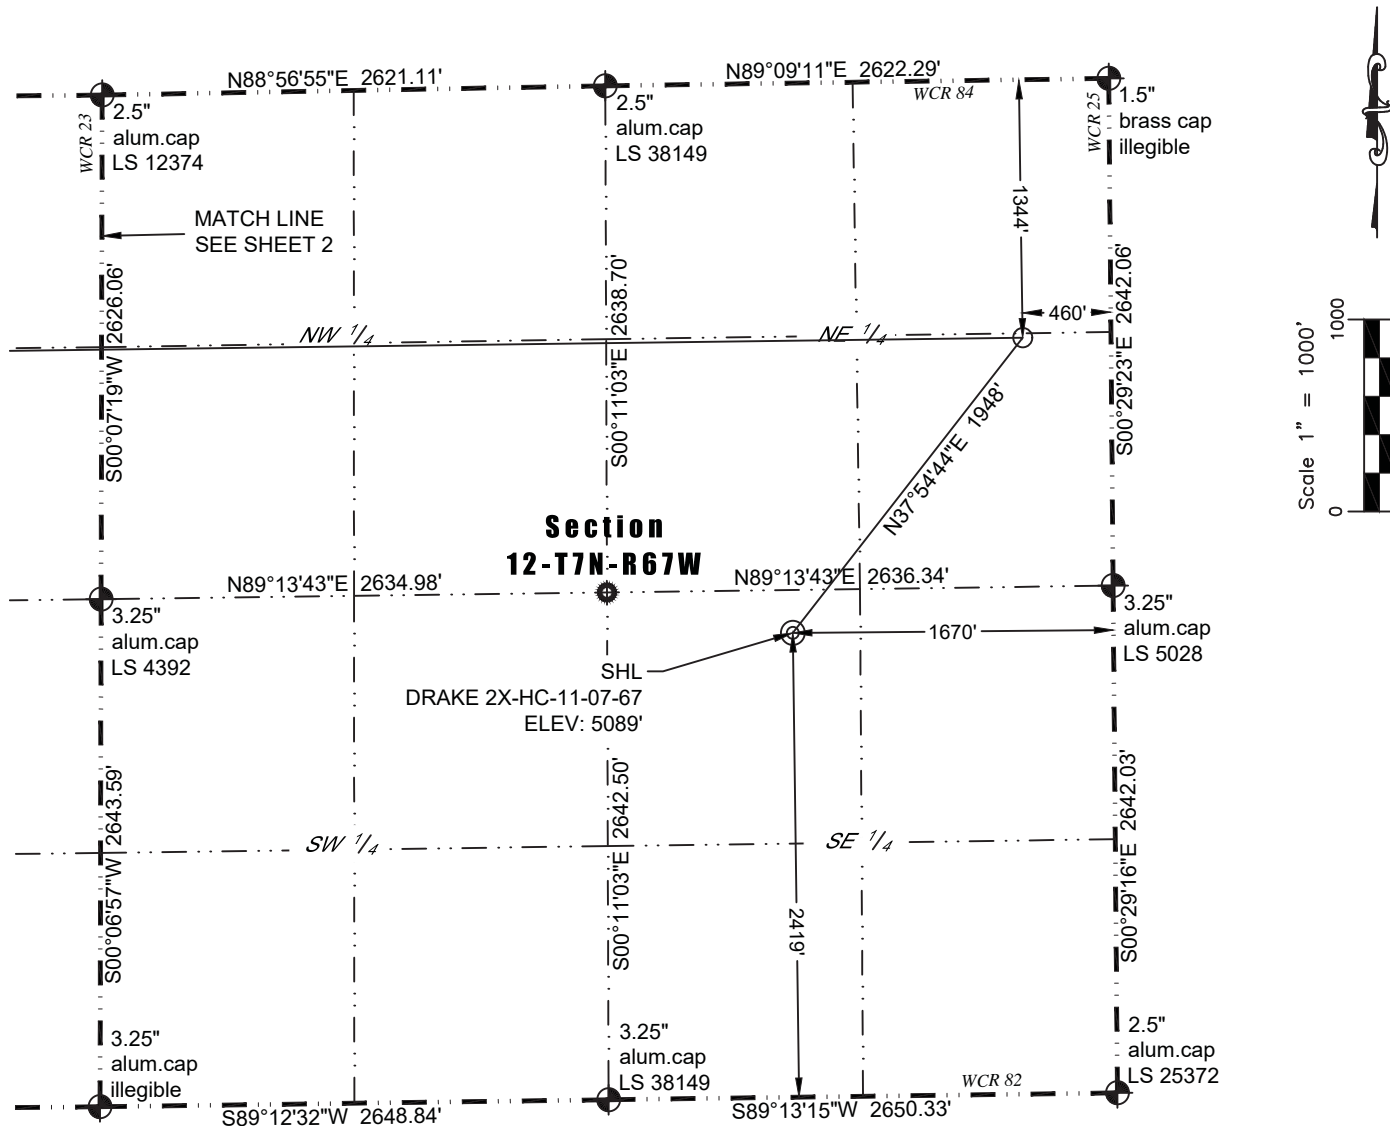 N88°56'55"E 2621.11'
N89°09'11"E 2622.29'
WCR 84
WCR 23
2.5"
alum.cap
LS 12374
2.5"
alum.cap
LS 38149
WCR 25
1.5"
brass cap
illegible
MATCH LINE
SEE SHEET 2
1344'
460'
S00°07'19"W 2626.06'
NW 1/4
S00°11'03"E 2638.70'
NE 1/4
S00°29'23"E 2642.06'
Scale 1" = 1000'
0
1000
N37°54'44"E 1948'
Section
12-T7N-R67W
N89°13'43"E 2634.98'
N89°13'43"E 2636.34'
3.25"
alum.cap
LS 4392
3.25"
alum.cap
LS 5028
1670'
SHL
DRAKE 2X-HC-11-07-67
ELEV: 5089'
S00°06'57"W 2643.59'
SW 1/4
S00°11'03"E 2642.50'
SE 1/4
S00°29'16"E 2642.03'
2419'
3.25"
alum.cap
illegible
3.25"
alum.cap
LS 38149
2.5"
alum.cap
LS 25372
WCR 82
S89°12'32"W 2648.84'
S89°13'15"W 2650.33'